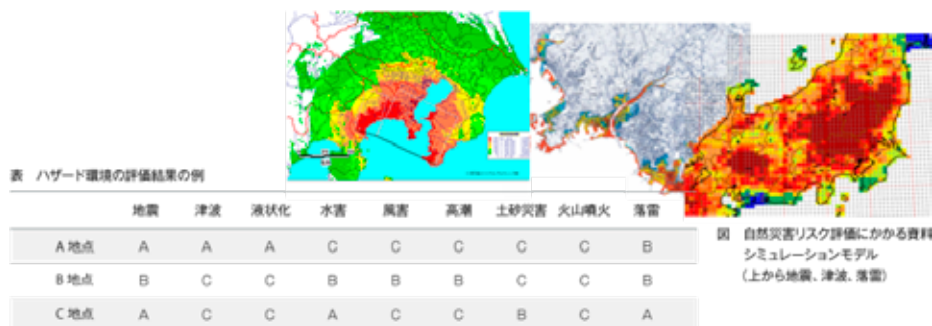 表 ハザード環境の評価結果の例
地震 津波 液状化 水害 風害 高潮 土砂災害 火山噴火 落雷
A 地点 A A A C C C C C B
B 地点 B C C B B B C C B
C 地点 A C C A C C B C A
図 自然災害リスク評価にかかる資料
シミュレーションモデル
（上から地震、津波、落雷）